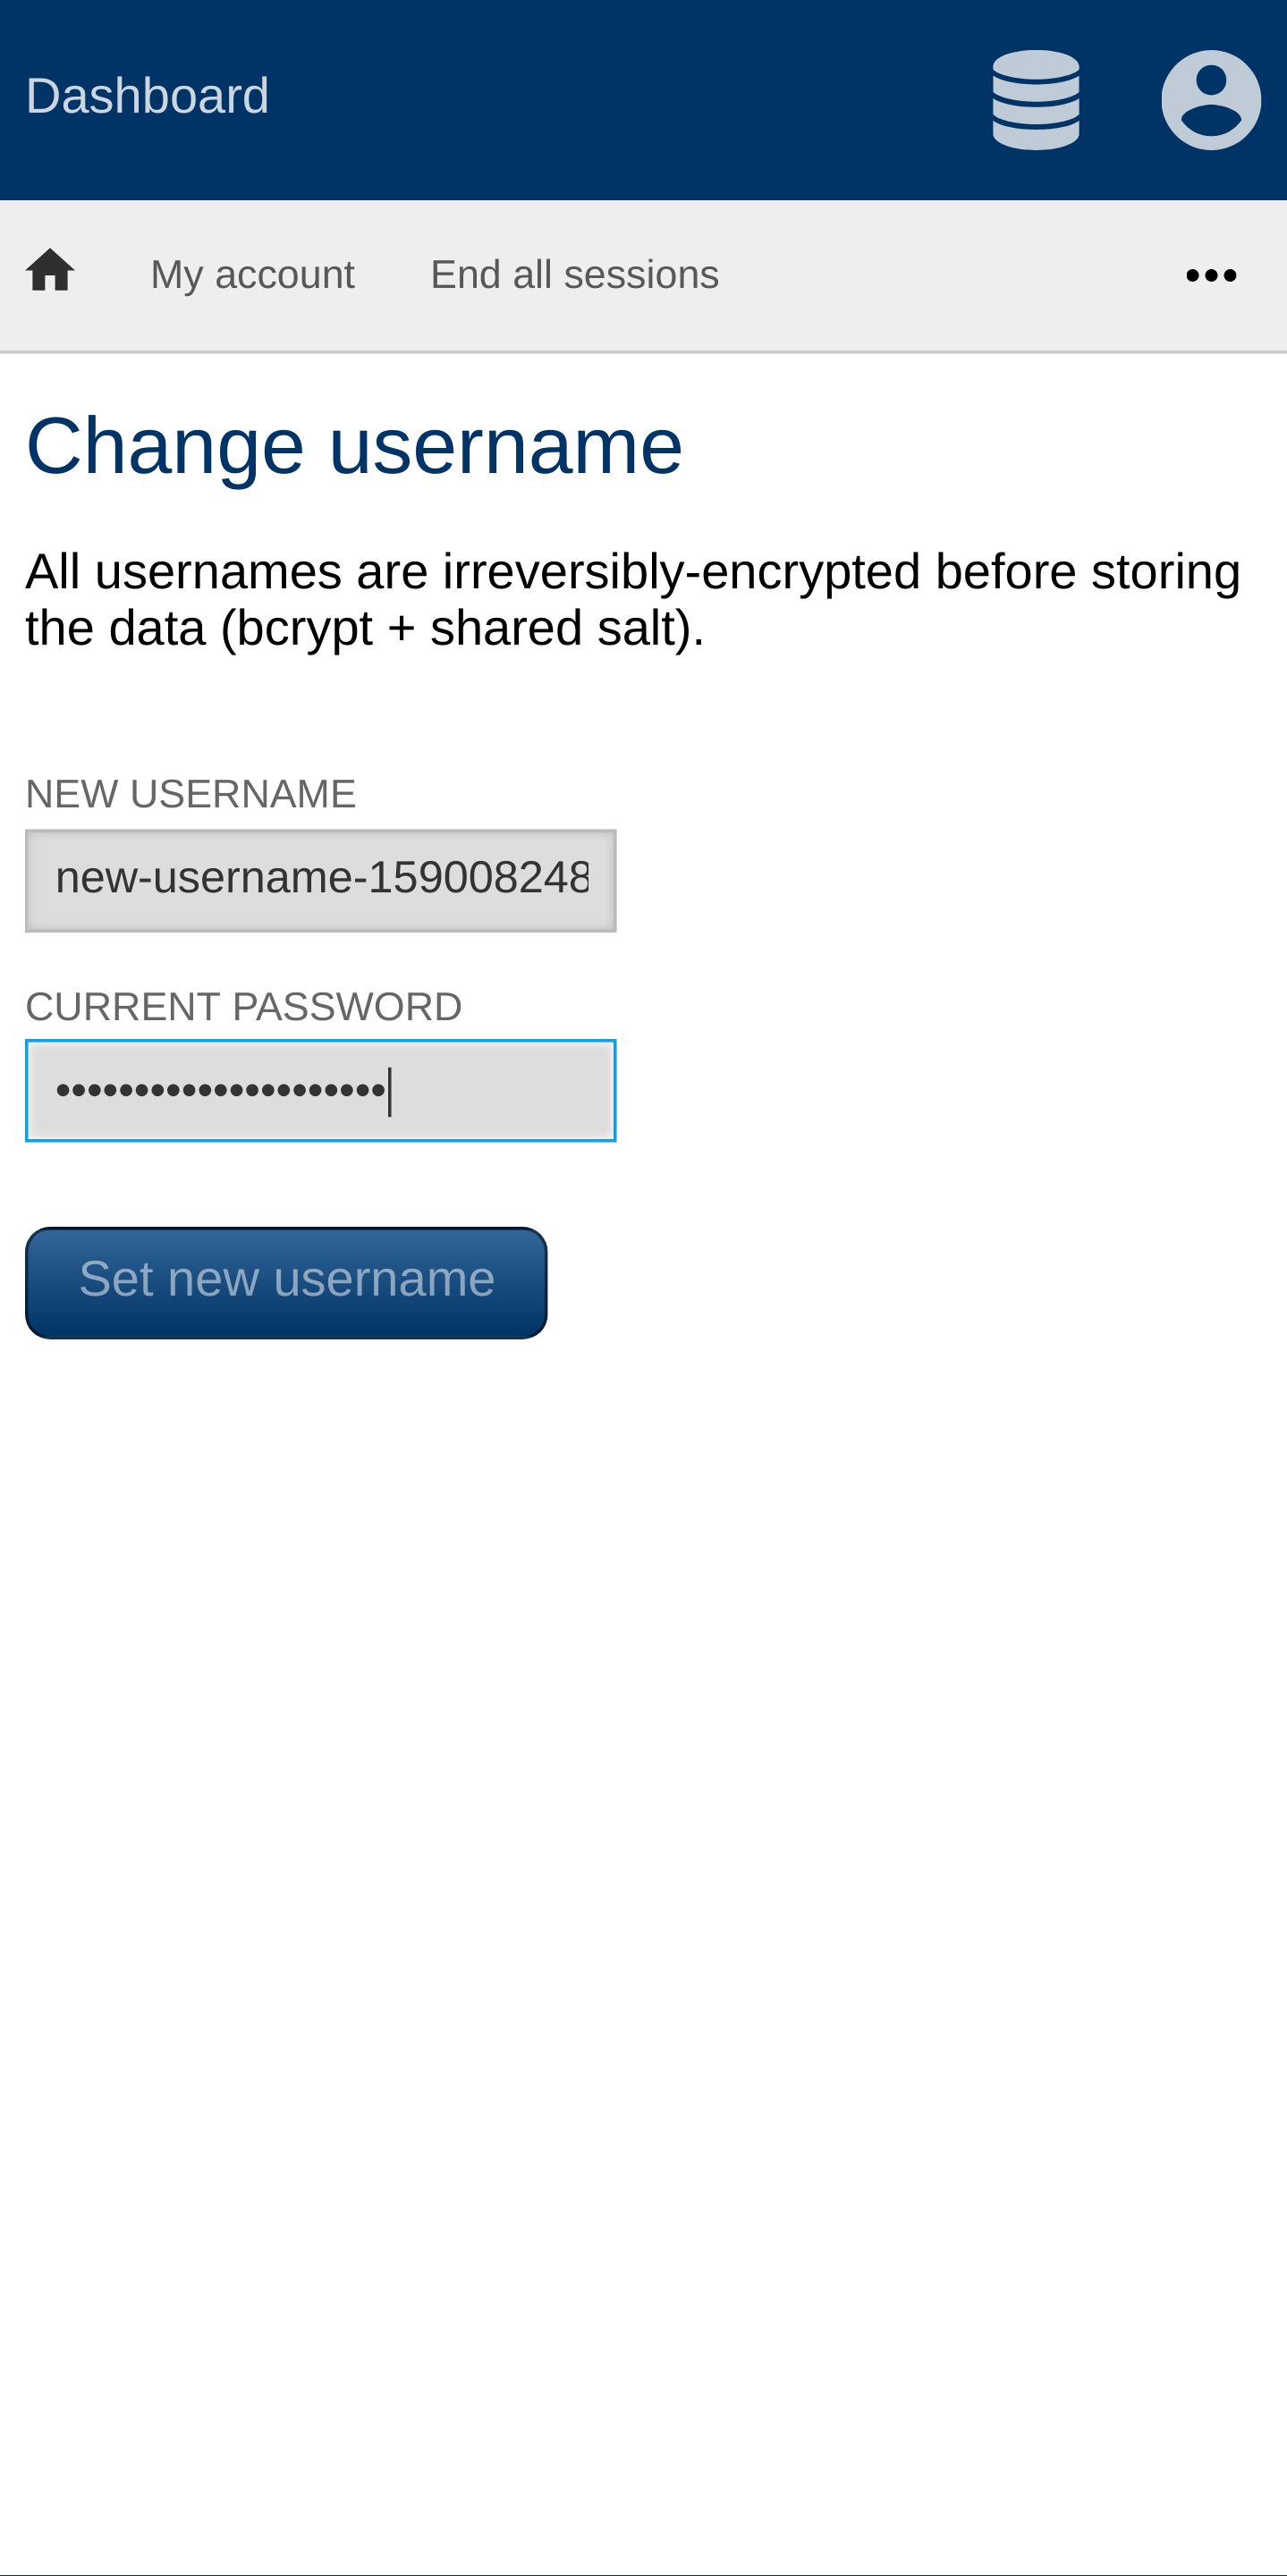 Dashboard
My account End all sessions
Change username
All usernames are irreversibly-encrypted before storing
the data (bcrypt + shared salt).
NEW USERNAME
new-username-159008248
CURRENT PASSWORD
•••••••••••••••••••••
Set new username